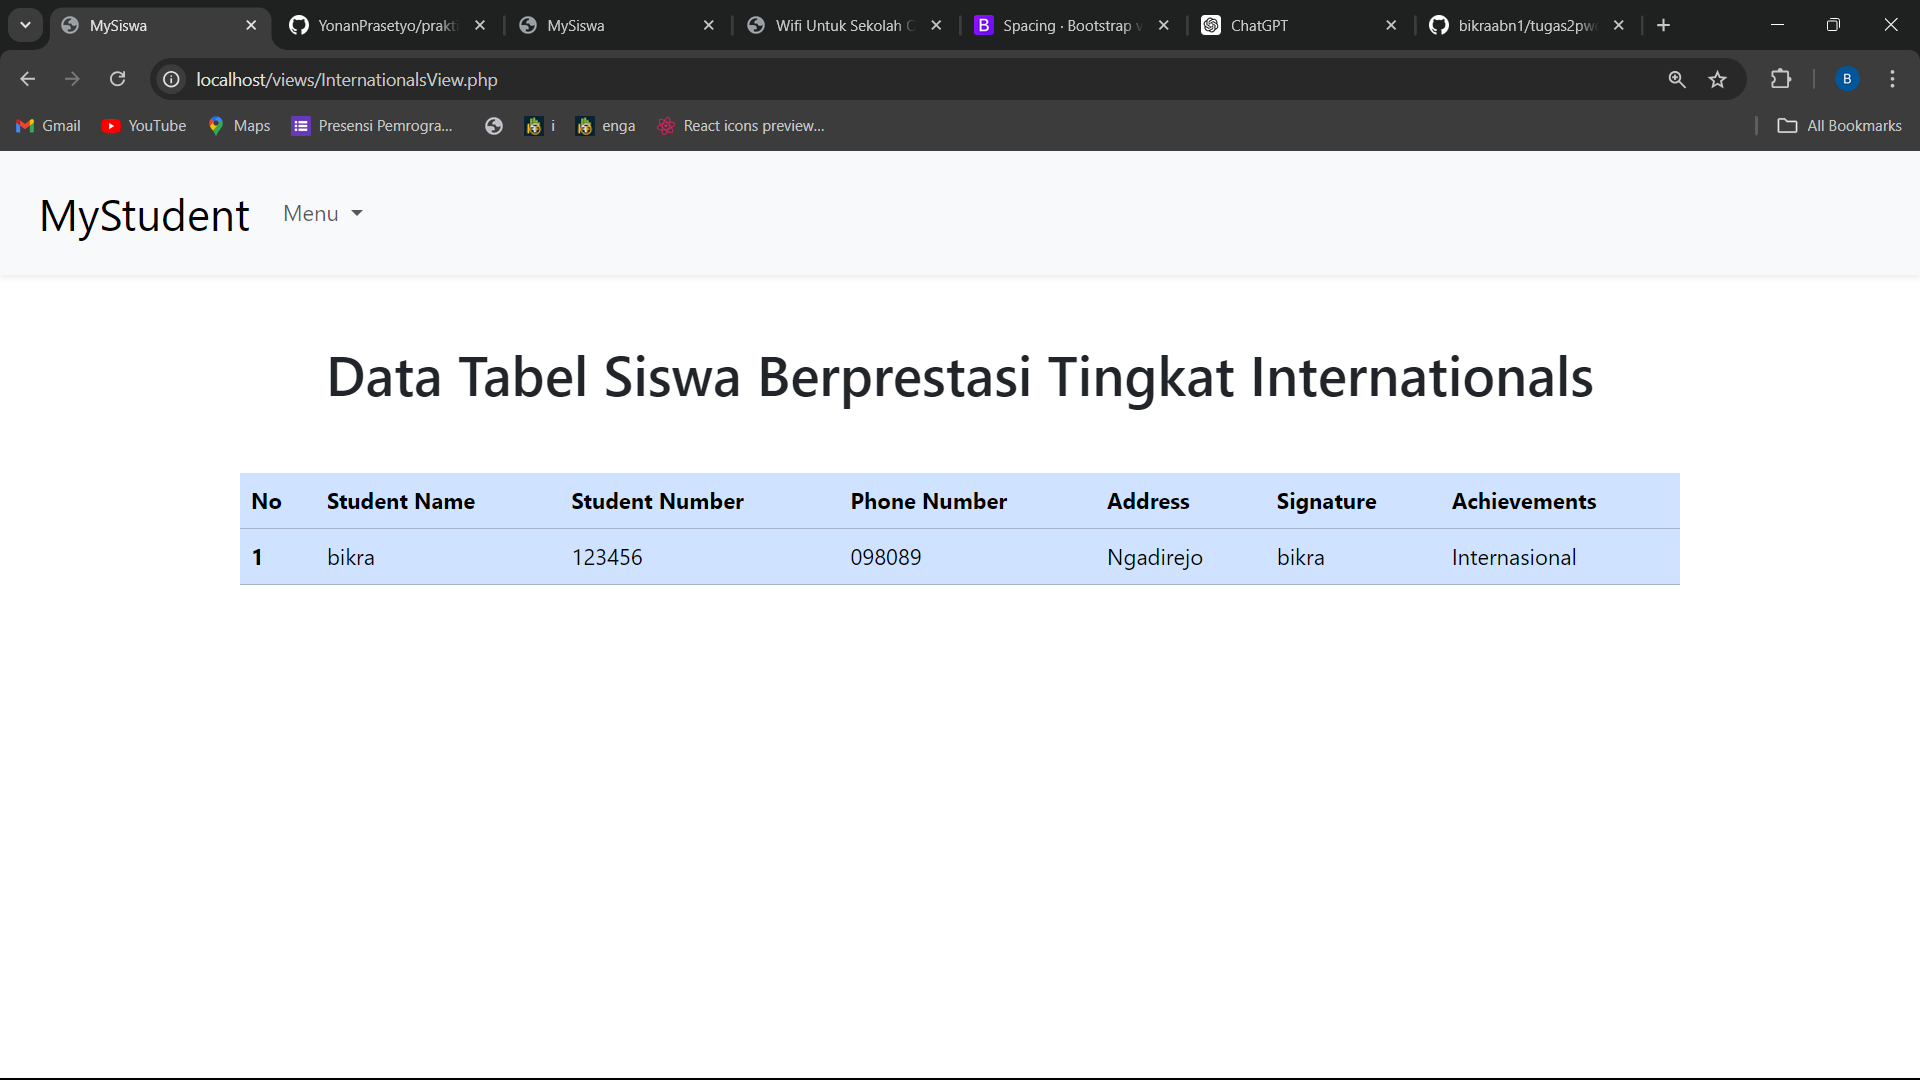 MySiswa YonanPrasetyo/prakti MySiswa Wifi Untuk Sekolah C B Spacing · Bootstrap v ChatGPT bikraabn1/tugas2pw
localhost/views/InternationalsView.php B
Gmail YouTube Maps Presensi Pemrogra... i enga React icons preview... All Bookmarks
MyStudent Menu
Data Tabel Siswa Berprestasi Tingkat Internationals
No Student Name Student Number Phone Number Address Signature Achievements
1 bikra 123456 098089 Ngadirejo bikra Internasional